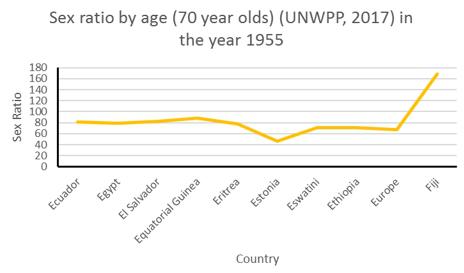 Sex ratio by age (70 year olds) (UNWPP, 2017) in
the year 1955
180
160
140
120
100
80
60
40
20
0
Sex Ratio
Ecuador
Egypt
El Salvador
Equatorial Guinea
Eritrea
Estonia
Eswatini
Ethiopia
Europe
Fiji
Country